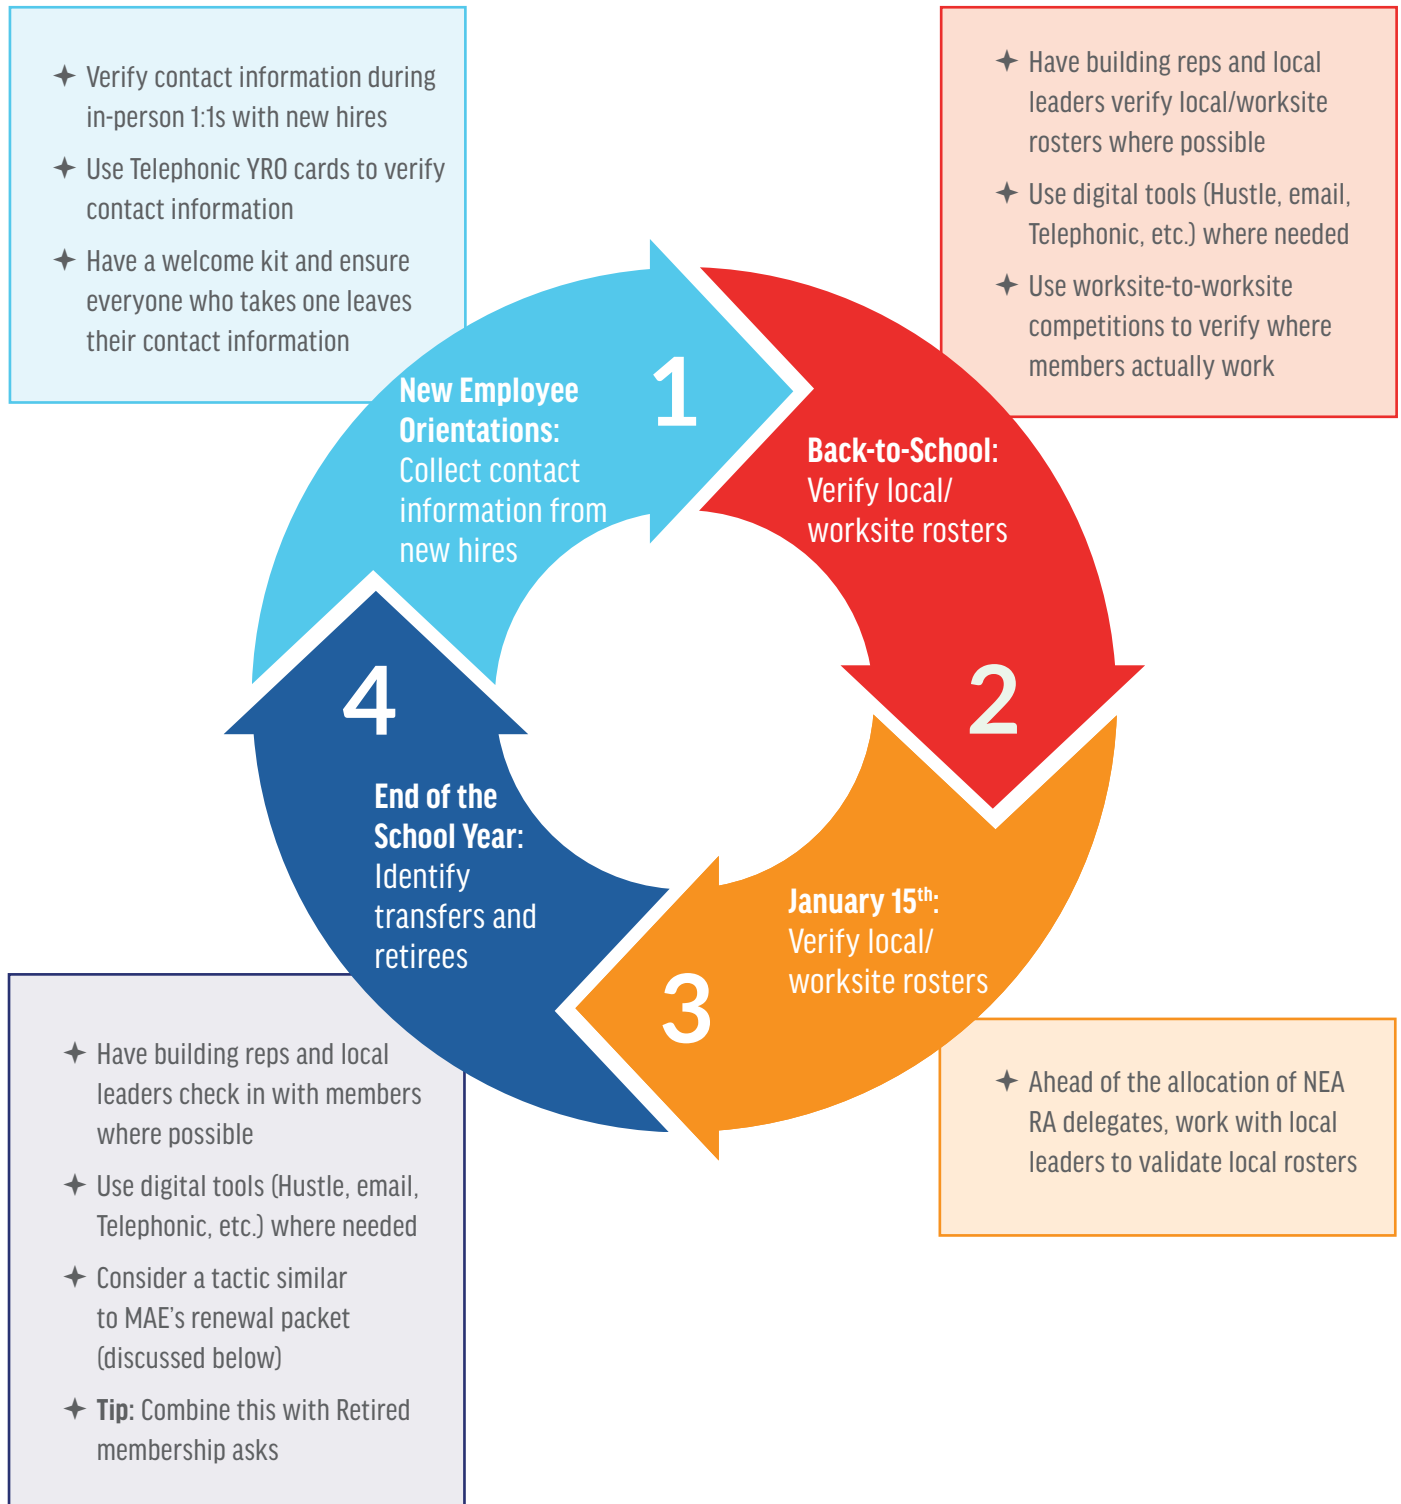 ✦ Verify contact information during
in-person 1:1s with new hires
✦ Use Telephonic YRO cards to verify
contact information
✦ Have a welcome kit and ensure
everyone who takes one leaves
their contact information
✦ Have building reps and local
leaders verify local/worksite
rosters where possible
✦ Use digital tools (Hustle, email,
Telephonic, etc.) where needed
✦ Use worksite-to-worksite
competitions to verify where
members actually work
1
New Employee
Orientations:
Collect contact
information from
new hires
Back-to-School:
Verify local/
worksite rosters
2
January 15th:
Verify local/
worksite rosters
3
4
End of the
School Year:
Identify
transfers and
retirees
✦ Ahead of the allocation of NEA
RA delegates, work with local
leaders to validate local rosters
✦ Have building reps and local
leaders check in with members
where possible
✦ Use digital tools (Hustle, email,
Telephonic, etc.) where needed
✦ Consider a tactic similar
to MAE’s renewal packet
(discussed below)
✦ Tip: Combine this with Retired
membership asks